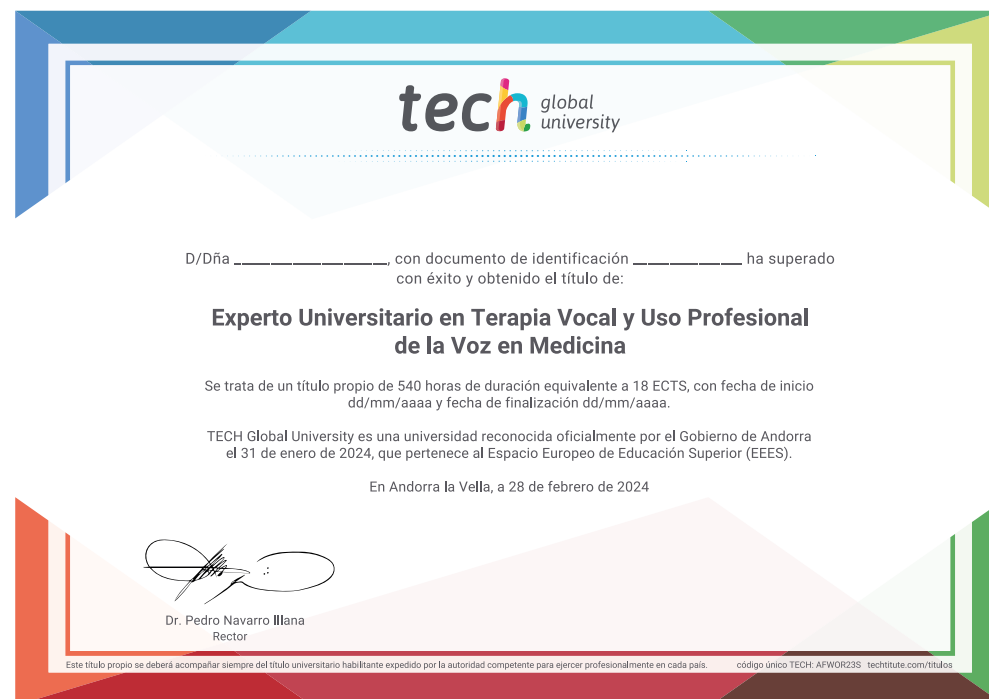 tech global university
D/Dña ____________________, con documento de identificación ______________ ha superado
con éxito y obtenido el título de:
Experto Universitario en Terapia Vocal y Uso Profesional
de la Voz en Medicina
Se trata de un título propio de 540 horas de duración equivalente a 18 ECTS, con fecha de inicio
dd/mm/aaaa y fecha de finalización dd/mm/aaaa.
TECH Global University es una universidad reconocida oficialmente por el Gobierno de Andorra
el 31 de enero de 2024, que pertenece al Espacio Europeo de Educación Superior (EEES).
En Andorra la Vella, a 28 de febrero de 2024
Dr. Pedro Navarro Illana
Rector
Este título propio se deberá acompañar siempre del título universitario habilitante expedido por la autoridad competente para ejercer profesionalmente en cada país. código único TECH: AFWOR23S techtitute.com/titulos